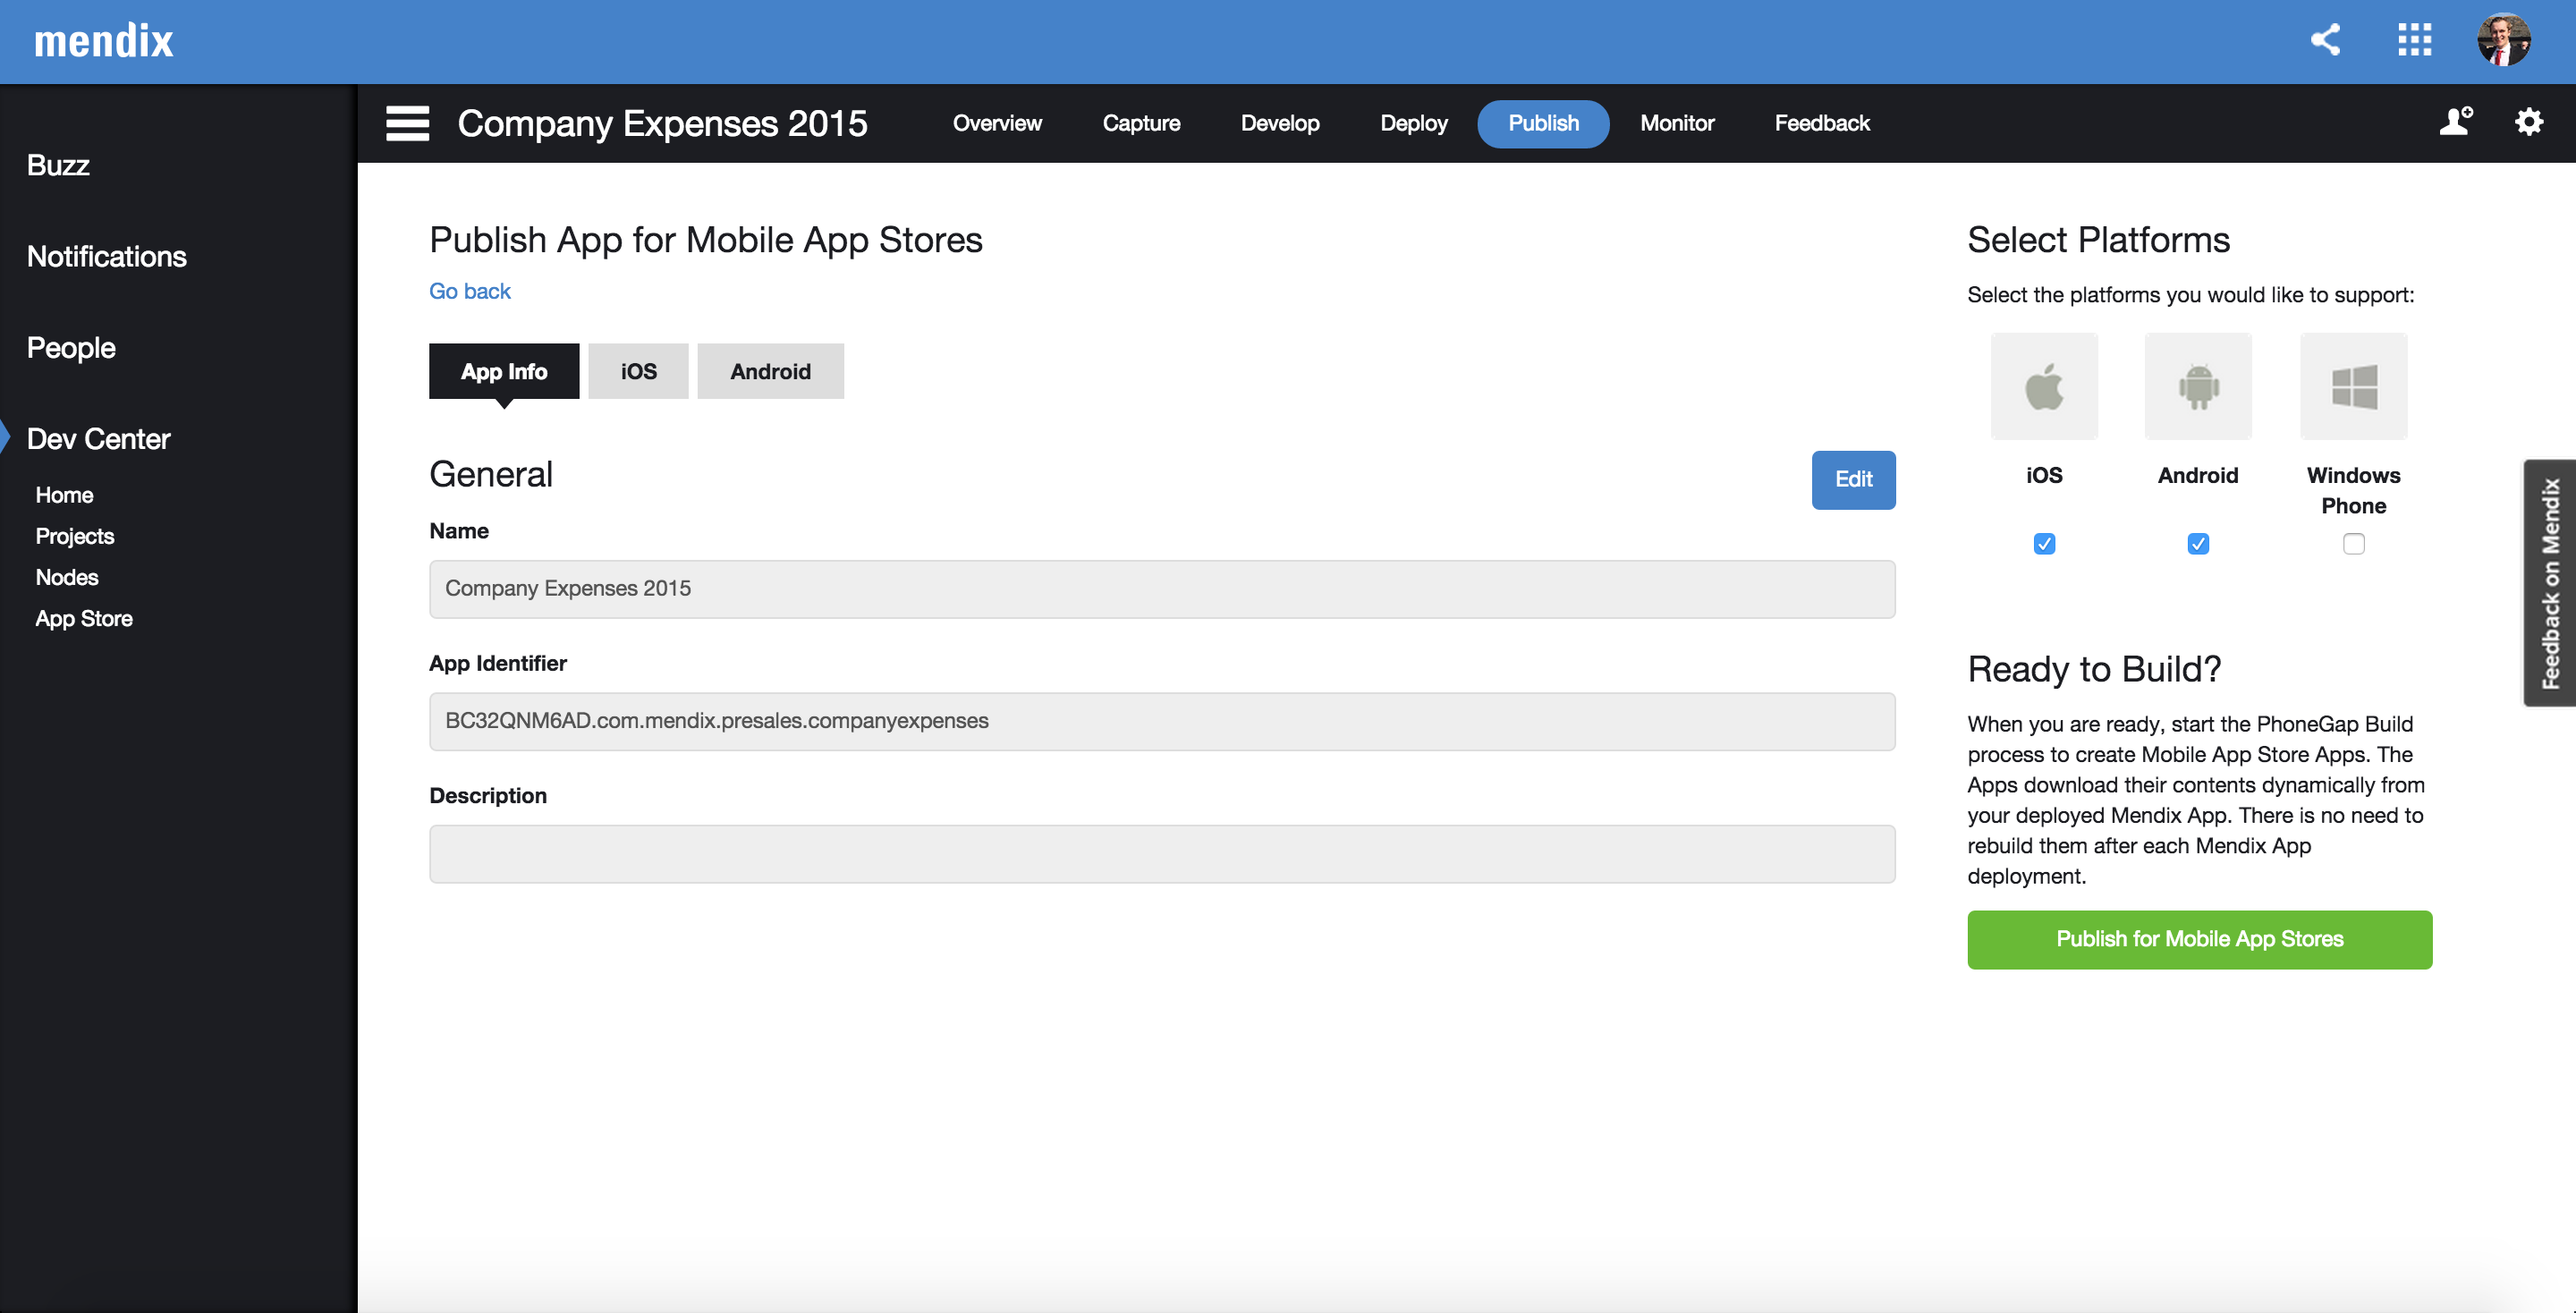 mendix
Buzz
Notifications
People
Dev Center
Home
Projects
Nodes
App Store
Company Expenses 2015
Overview
Capture
Develop
Deploy
Publish
Monitor
Feedback
Publish App for Mobile App Stores
Go back
App Info
iOS
Android
General
Edit
Name
Company Expenses 2015
App Identifier
BC32QNM6AD.com.mendix.presales.companyexpenses
Description
Select Platforms
Select the platforms you would like to support:
iOS
Android
Windows
Phone
Ready to Build?
When you are ready, start the PhoneGap Build
process to create Mobile App Store Apps. The
Apps download their contents dynamically from
your deployed Mendix App. There is no need to
rebuild them after each Mendix App
deployment.
Publish for Mobile App Stores
Feedback on Mendix